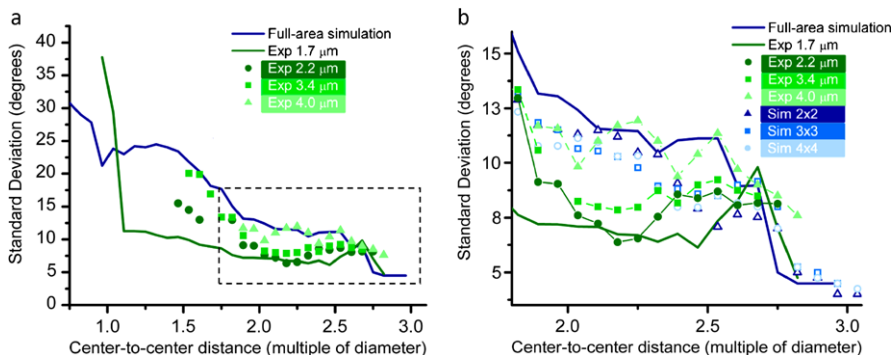 a
Standard Deviation (degrees)
40
35
30
25
20
15
10
5
0
1.0
1.5
2.0
2.5
3.0
Center-to-center distance (multiple of diameter)
Full-area simulation
Exp 1.7 μm
Exp 2.2 μm
Exp 3.4 μm
Exp 4.0 μm
b
Standard Deviation (degrees)
15
13
10
8
5
2.0
2.5
3.0
Center-to-center distance (multiple of diameter)
Full-area simulation
Exp 1.7 μm
Exp 2.2 μm
Exp 3.4 μm
Exp 4.0 μm
Sim 2x2
Sim 3x3
Sim 4x4